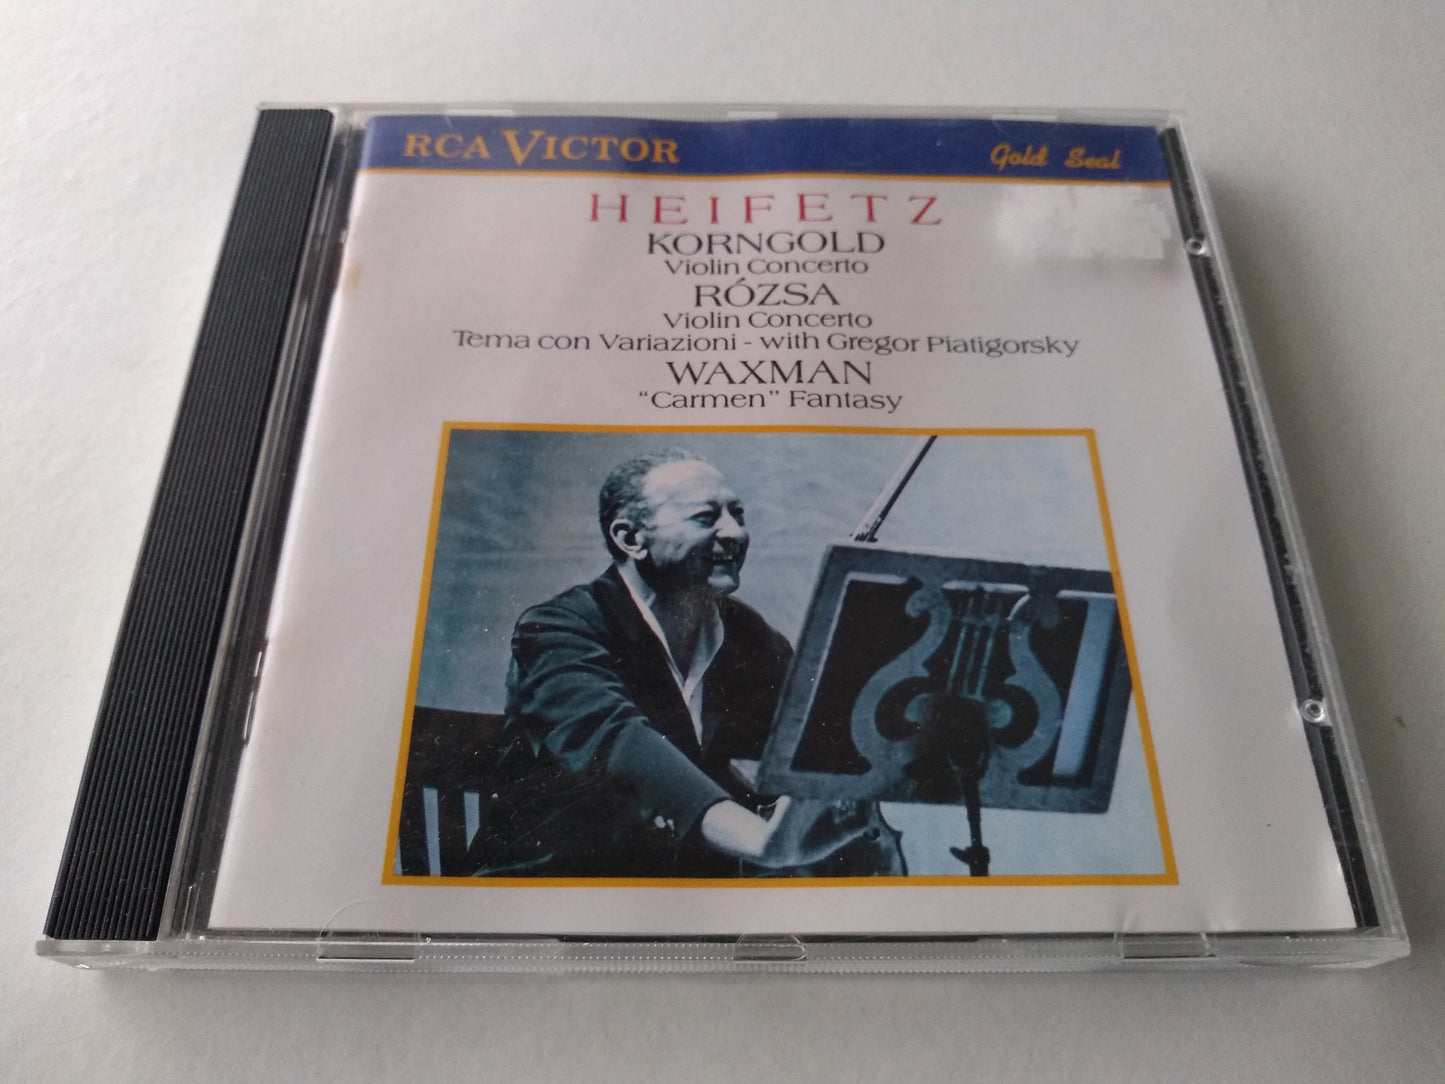 RCA VICTOR
Gold Seal
HEIFETZ
KORNGOLD
Violin Concerto
RÓZSA
Violin Concerto
Tema con Variazioni - with Gregor Piatigorsky
WAXMAN
“Carmen” Fantasy